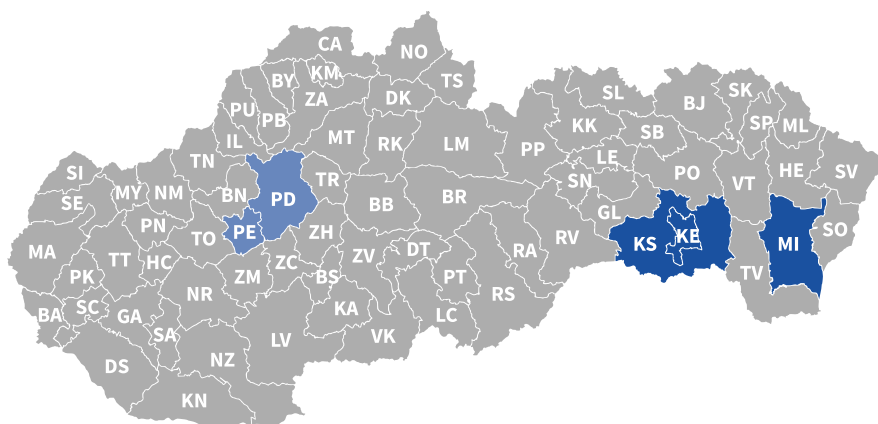 CA
NO
BY
KM
TS
ZA
DK
SL
SK
BJ
PU
PB
SP
ML
KK
SB
IL
MT
RK
LM
PP
LE
TN
SI
HE
SV
PO
VT
TR
SN
BN
MY
NM
PD
BR
SE
BB
GL
PN
PE
ZH
SO
TO
RV
KS
KE
MI
MA
DT
RA
ZV
TT
HC
ZC
PK
ZM
BS
PT
TV
NR
RS
SC
KA
BA
GA
LC
SA
VK
LV
NZ
DS
KN